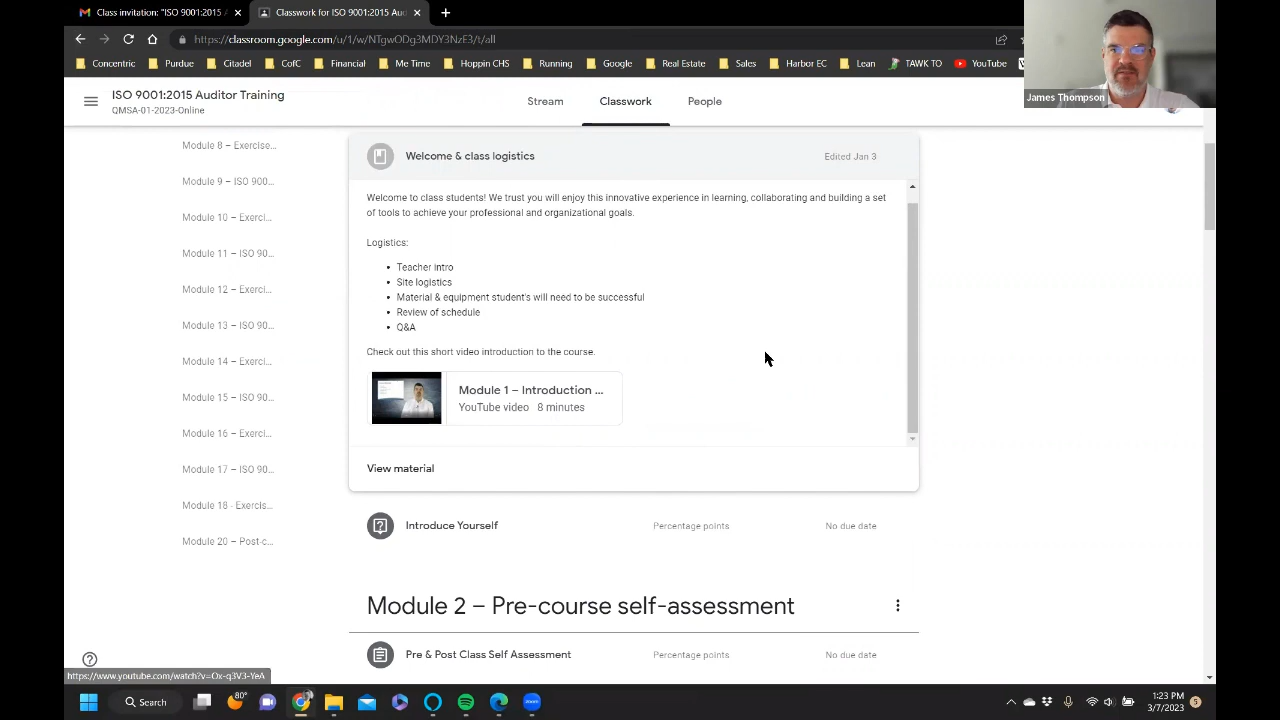 Class invitation: "ISO 9001:2015 A
Classwork for ISO 9001:2015 Aud
https://classroom.google.com/u/1/w/NTgwODg3MDY3NzE3/t/all
Concentric
Purdue
Citadel
CofC
Financial
Me Time
Hoppin CHS
Running
Google
Real Estate
Sales
Harbor EC
Lean
TAWK TO
YouTube
James Thompson
ISO 9001:2015 Auditor Training
QMSA-01-2023-Online
Stream
Classwork
People
Module 8 – Exercise...
Module 9 – ISO 900...
Module 10 – Exerci...
Module 11 – ISO 90...
Module 12 – Exerci...
Module 13 – ISO 90...
Module 14 – Exerci...
Module 15 – ISO 90...
Module 16 – Exerci...
Module 17 – ISO 90...
Module 18 - Exercis...
Module 20 – Post-c...
Welcome & class logistics
Edited Jan 3
Welcome to class students! We trust you will enjoy this innovative experience in learning, collaborating and building a set
of tools to achieve your professional and organizational goals.
Logistics:
• Teacher intro
• Site logistics
• Material & equipment student's will need to be successful
• Review of schedule
• Q&A
Check out this short video introduction to the course.
Module 1 – Introduction ...
YouTube video 8 minutes
View material
Introduce Yourself
Percentage points
No due date
Module 2 – Pre-course self-assessment
Pre & Post Class Self Assessment
Percentage points
No due date
https://www.youtube.com/watch?v=Ox-q3V3-YeA
Search
80°
1:23 PM
3/7/2023
5